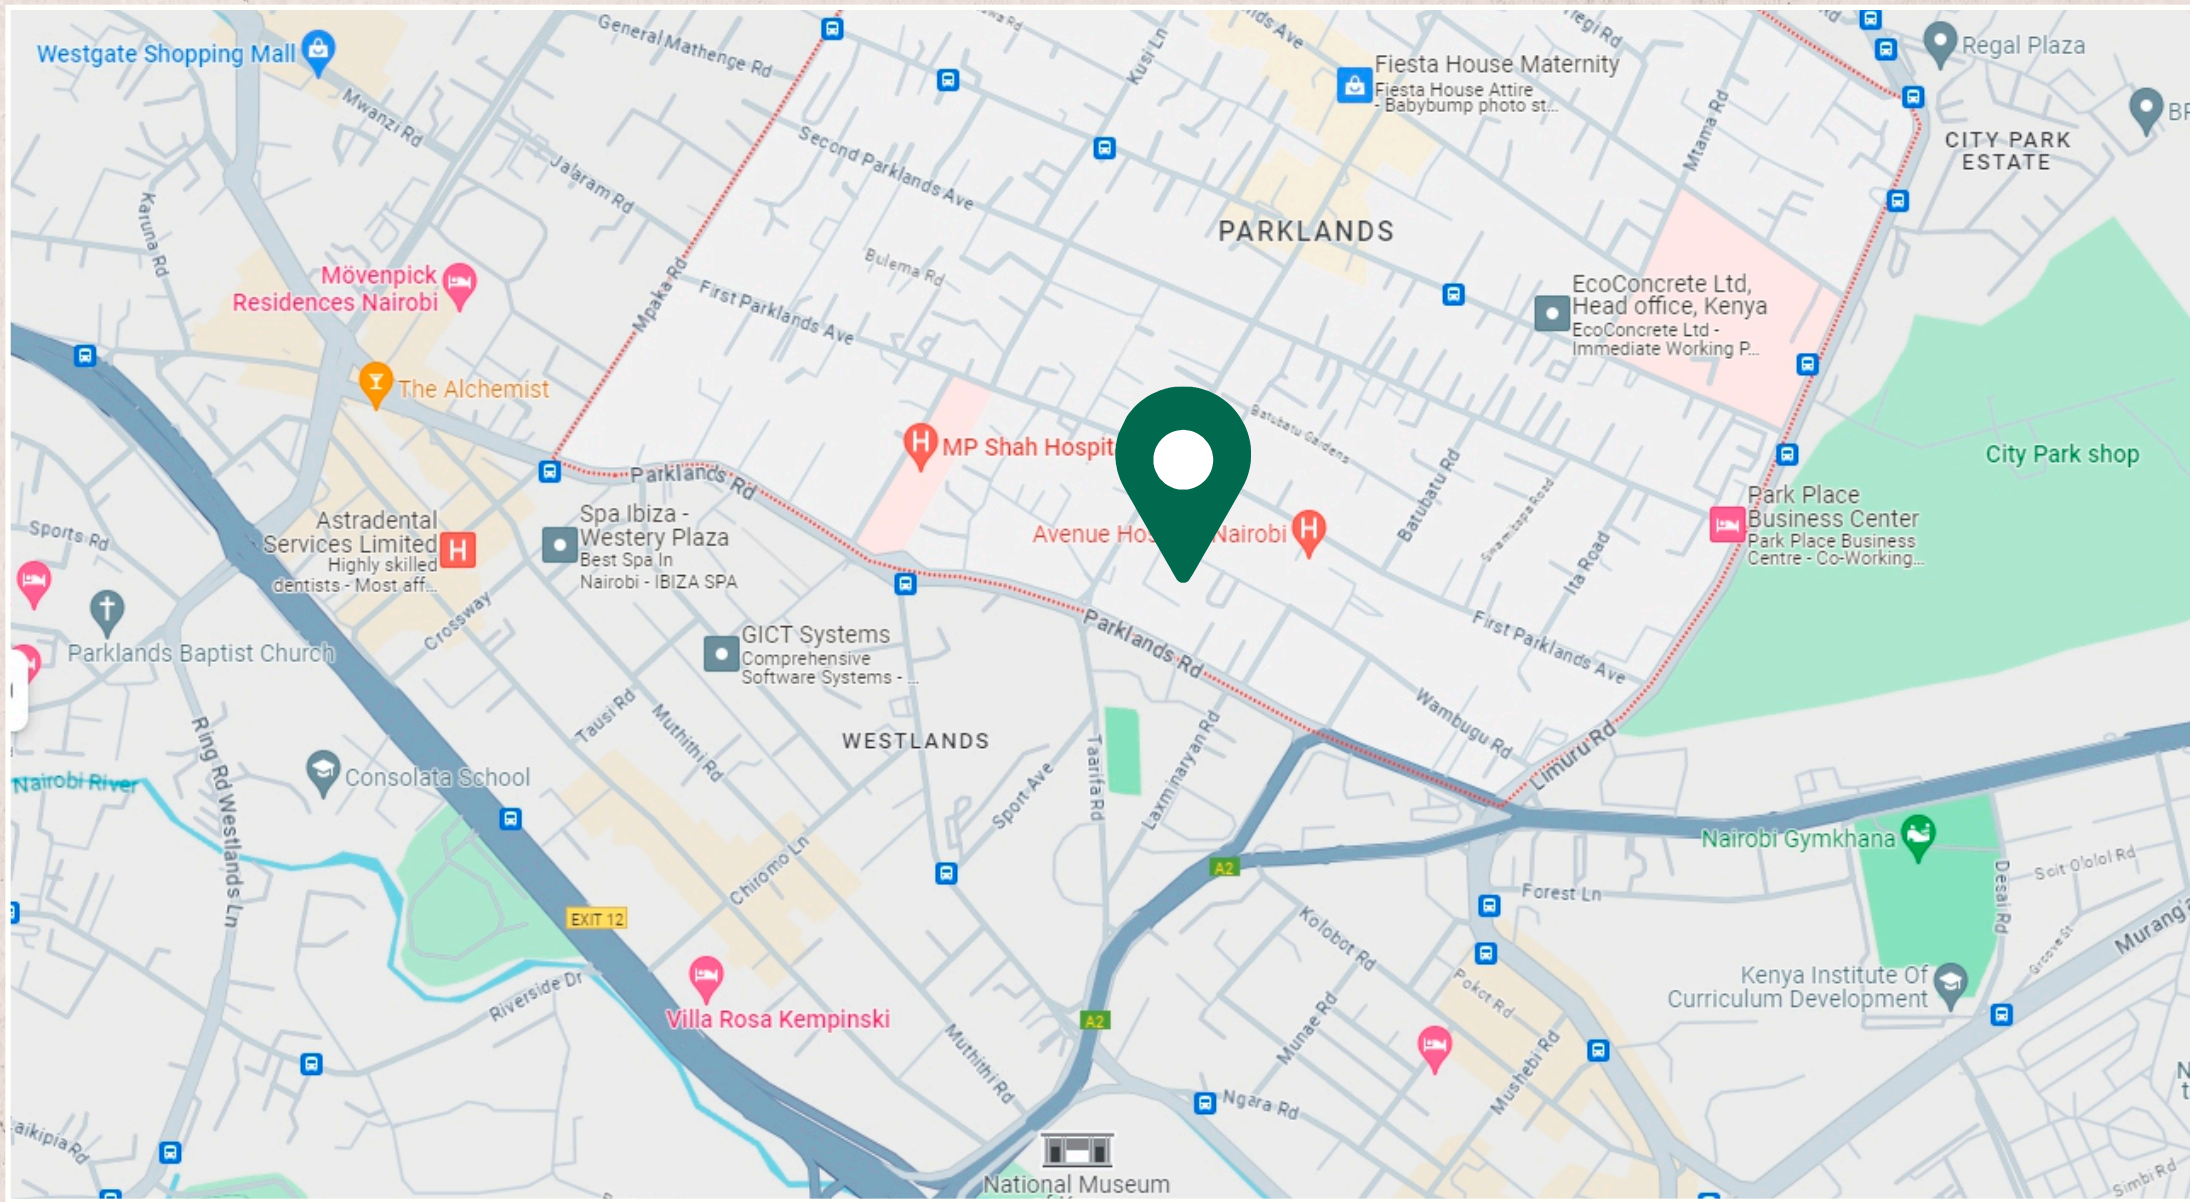 Westgate Shopping Mall
General Mathenge Rd
Kusi Ln
Fiesta House Maternity
Fiesta House Attire
- Babybump photo st...
Regal Plaza
Mwanzi Rd
Mtama Rd
CITY PARK
ESTATE
Second Parklands Ave
Ja'aram Rd
Karuna Rd
PARKLANDS
Bulema Rd
Mövenpick
Residences Nairobi
Mpaka Rd
First Parklands Ave
EcoConcrete Ltd,
Head office, Kenya
EcoConcrete Ltd -
Immediate Working P...
The Alchemist
MP Shah Hospit
Batubatu Gardens
City Park shop
Parklands Rd
Batubatu Rd
Swamibapa Road
Park Place
Business Center
Park Place Business
Centre - Co-Working...
Astradental
Services Limited
Highly skilled
dentists - Most aff...
Spa Ibiza -
Westery Plaza
Best Spa In
Nairobi - IBIZA SPA
Avenue Hos Nairobi
Ita Road
Sports Rd
Crossway
Parklands Baptist Church
GICT Systems
Comprehensive
Software Systems - ...
Parklands Rd
First Parklands Ave
Tausi Rd
Muthithi Rd
WESTLANDS
Wambugu Rd
Limuru Rd
Ring Rd Westlands Ln
Taarifa Rd
Laxminaryan Rd
Sport Ave
Consolata School
Nairobi River
Nairobi Gymkhana
A2
Chiromo Ln
Forest Ln
Desai Rd
EXIT 12
Kolobot Rd
Pokot Rd
Groove St
Riverside Dr
Villa Rosa Kempinski
Kenya Institute Of
Curriculum Development
A2
Munae Rd
Muthithi Rd
Mushebi Rd
Ngara Rd
National Museum
Simbi Rd